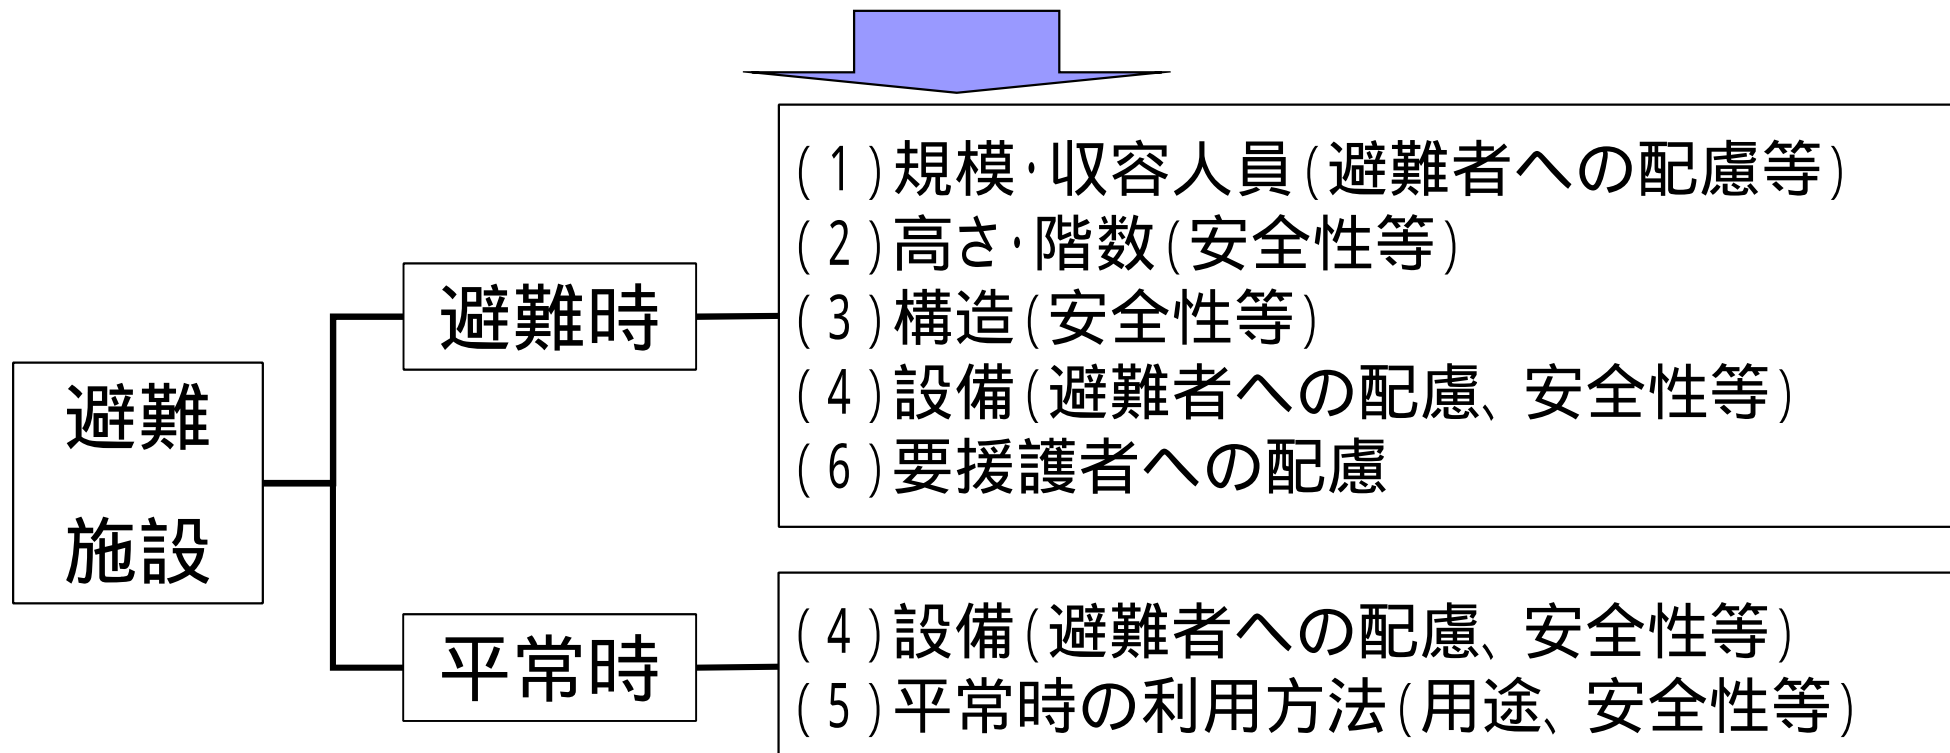 避難
施設
避難時
(1)規模・収容人員(避難者への配慮等)
(2)高さ・階数(安全性等)
(3)構造(安全性等)
(4)設備(避難者への配慮、安全性等)
(6)要援護者への配慮
平常時
(4)設備(避難者への配慮、安全性等)
(5)平常時の利用方法(用途、安全性等)